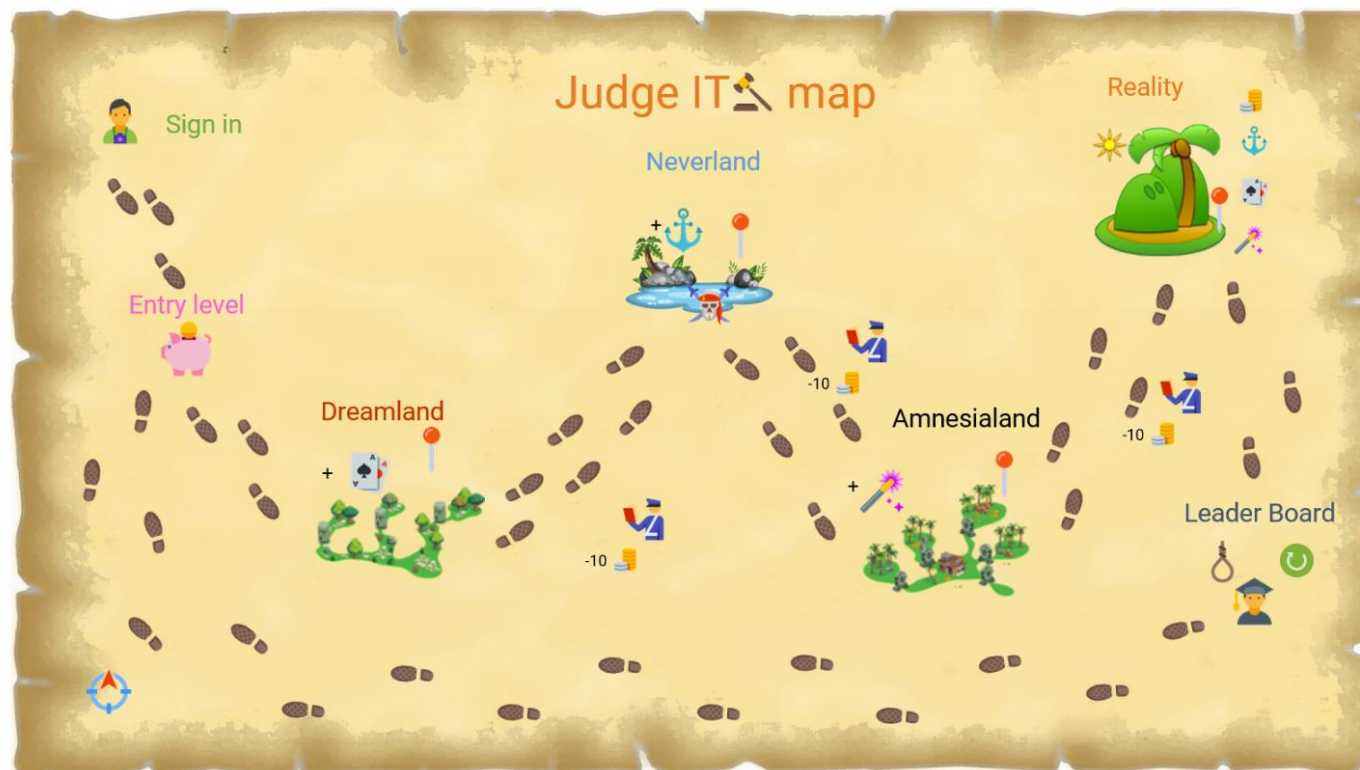 Judge IT map
Reality
Sign in
Neverland
+
Entry level
-10
Dreamland
Amnesialand
-10
+
+
Leader Board
-10